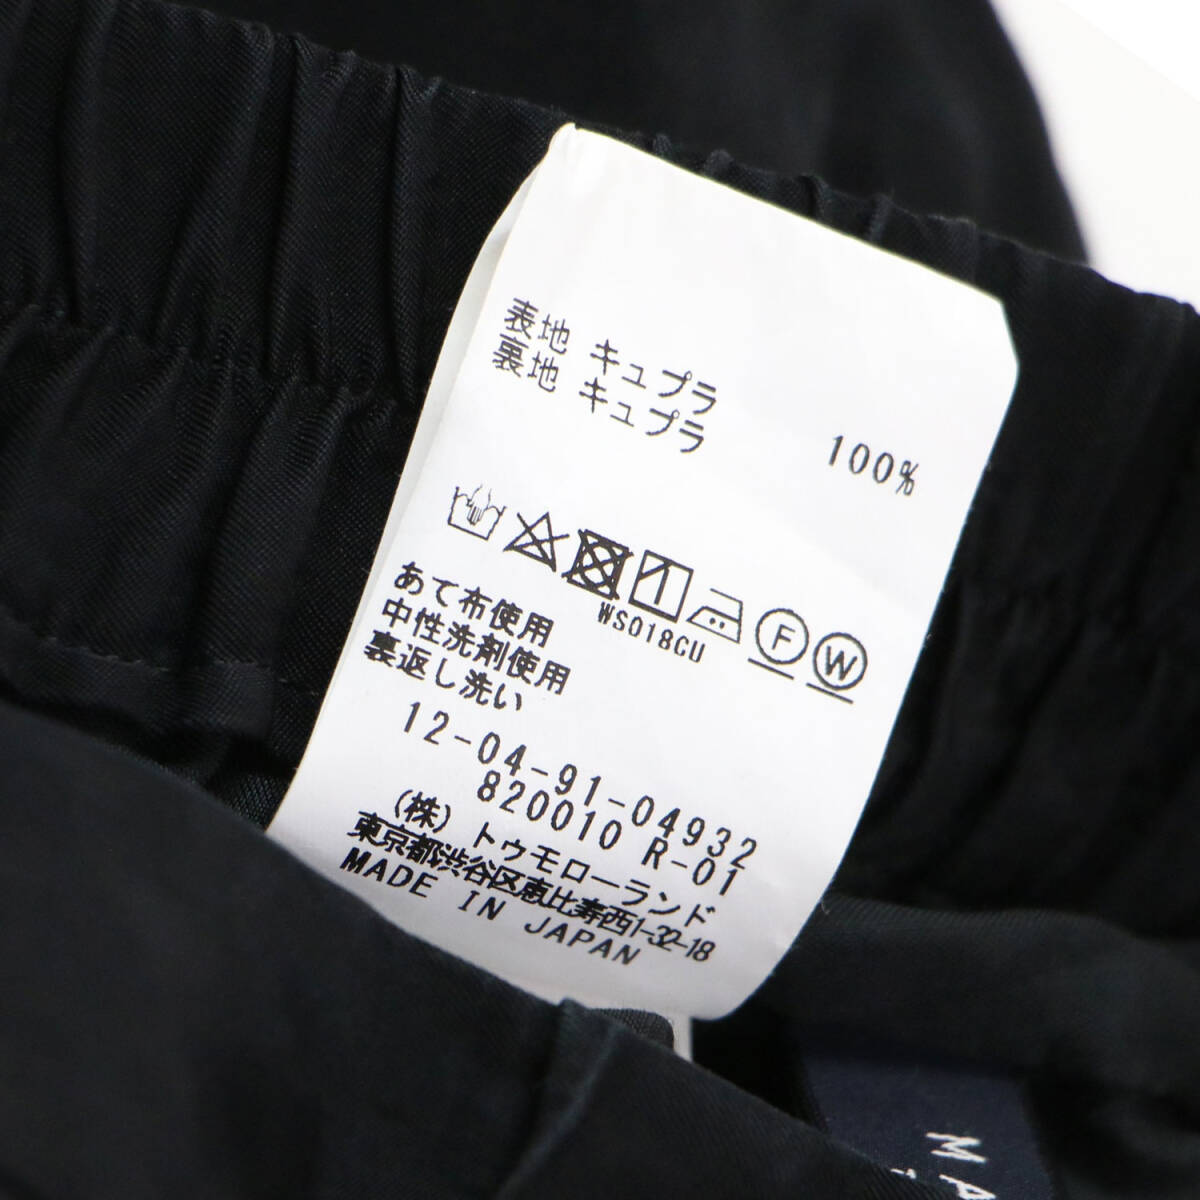 表地 キュプラ
裏地 キュプラ 100%
F W
WS018CU
あて布使用
中性洗剤使用
裏返し洗い
12-04-91-04932
820010 R-01
(株)トゥモローランド
東京都渋谷区恵比寿西1-32-18
MADE IN JAPAN
MA